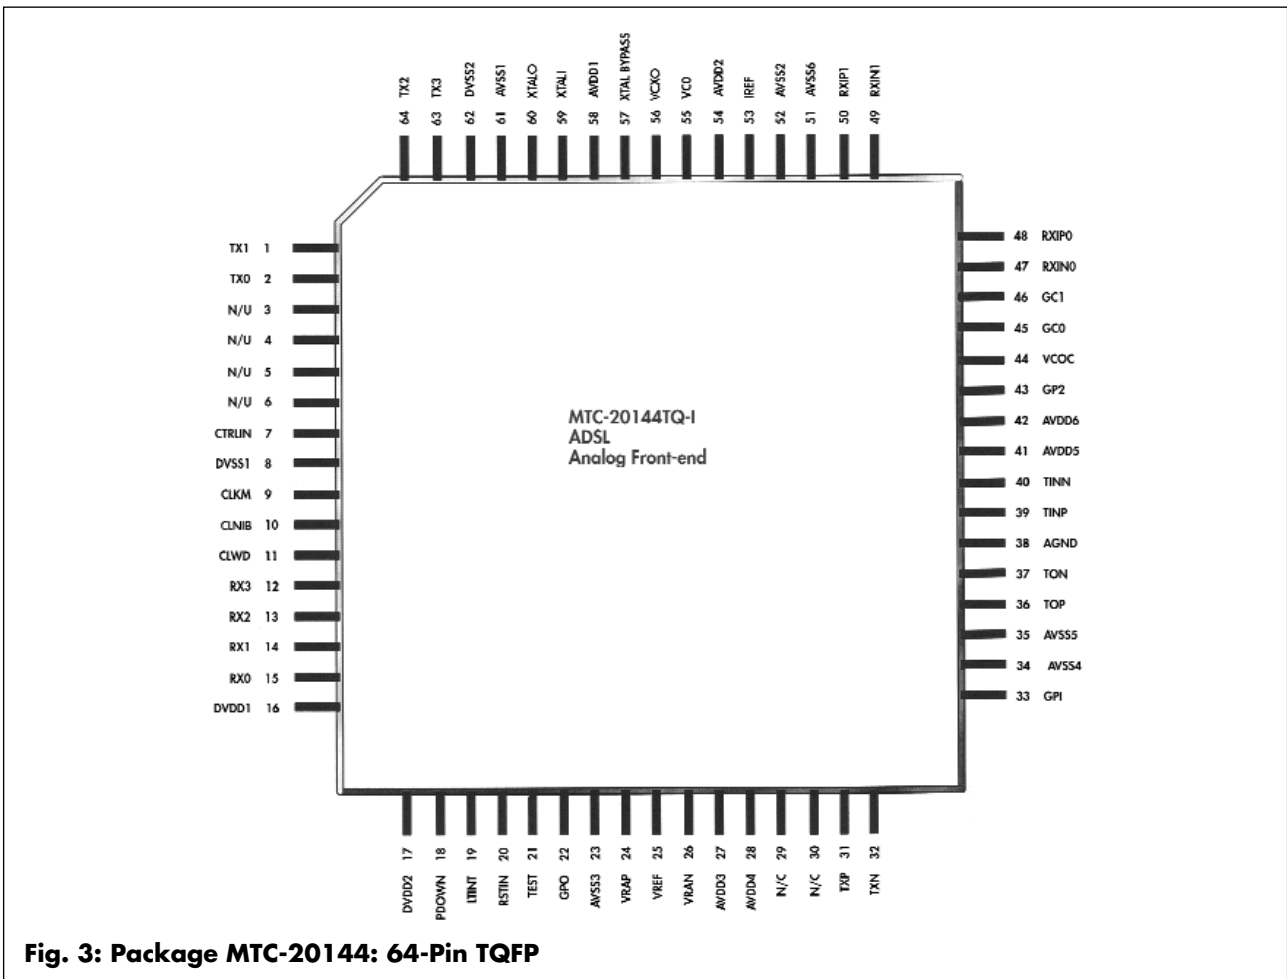 64 TX2
63 TX3
62 DVSS2
61 AVSS1
60 XTALO
59 XTALI
58 AVDD1
57 XTAL BYPASS
56 VCXO
55 VC0
54 AVDD2
53 IREF
52 AVSS2
51 AVSS6
50 RXIP1
49 RXIN1
TX1 1
TX0 2
N/U 3
N/U 4
N/U 5
N/U 6
CTRLIN 7
DVSS1 8
CLKM 9
CLNIB 10
CLWD 11
RX3 12
RX2 13
RX1 14
RX0 15
DVDD1 16
MTC-20144TQ-I
ADSL
Analog Front-end
48 RXIP0
47 RXIN0
46 GC1
45 GC0
44 VCOC
43 GP2
42 AVDD6
41 AVDD5
40 TINN
39 TINP
38 AGND
37 TON
36 TOP
35 AVSS5
34 AVSS4
33 GPI
DVDD2 17
PDOWN 18
LTIINT 19
RSTIN 20
TEST 21
GPO 22
AVSS3 23
VRAP 24
VREF 25
VRAN 26
AVDD3 27
AVDD4 28
N/C 29
N/C 30
TXP 31
TXN 32
Fig. 3: Package MTC-20144: 64-Pin TQFP